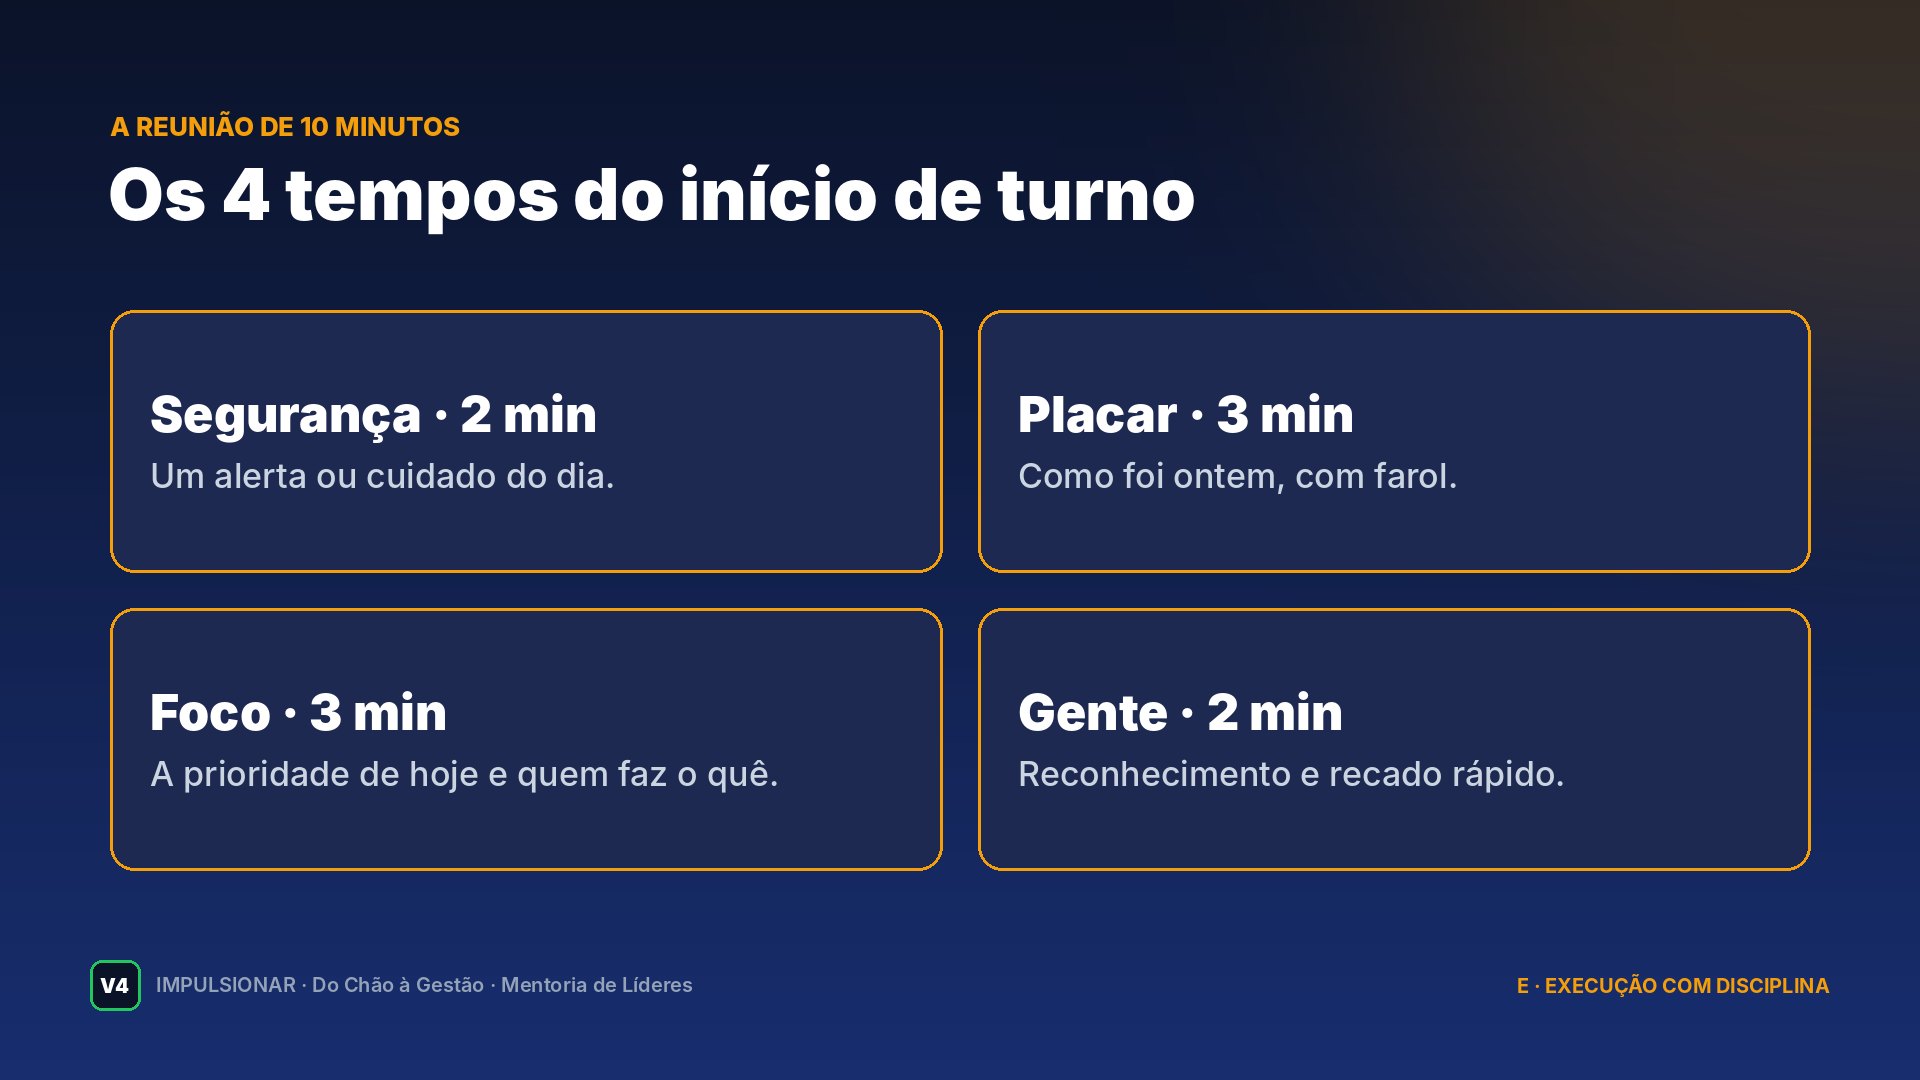 A REUNIÃO DE 10 MINUTOS
Os 4 tempos do início de turno
Segurança · 2 min
Um alerta ou cuidado do dia.
Placar · 3 min
Como foi ontem, com farol.
Foco · 3 min
A prioridade de hoje e quem faz o quê.
Gente · 2 min
Reconhecimento e recado rápido.
V4
IMPULSIONAR · Do Chão à Gestão · Mentoria de Líderes
E · EXECUÇÃO COM DISCIPLINA